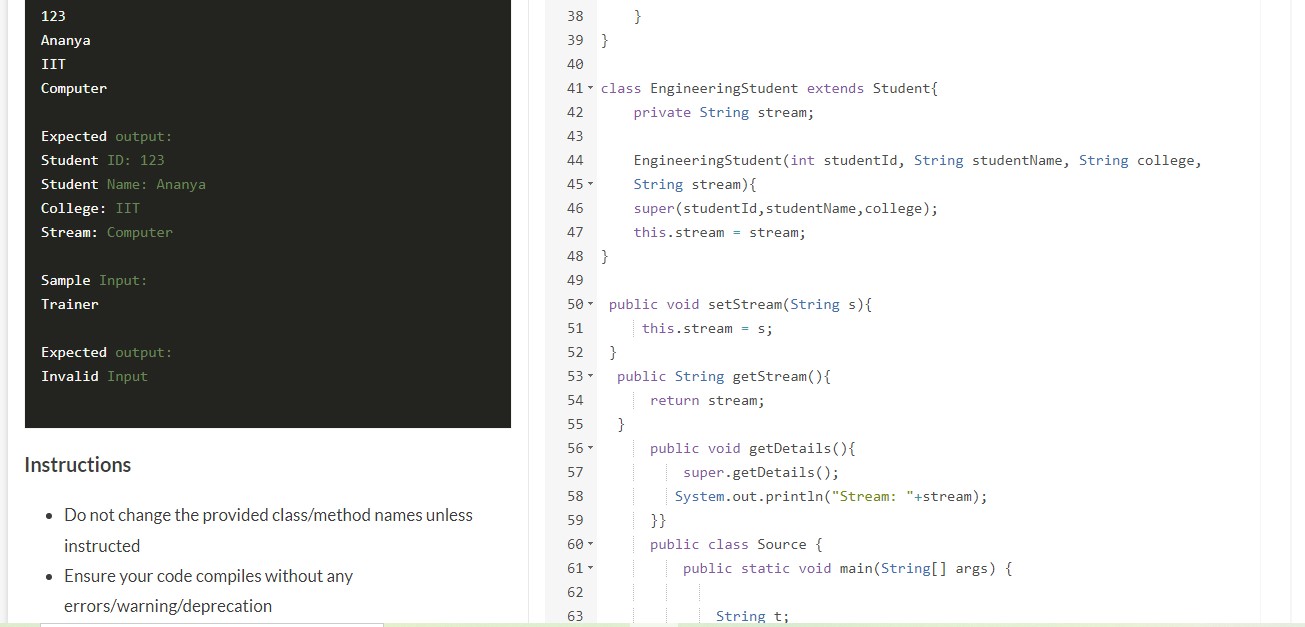 123
Ananya
IIT
Computer
Expected output:
Student ID: 123
Student Name: Ananya
College: IIT
Stream: Computer
Sample Input:
Trainer
Expected output:
Invalid Input
Instructions
• Do not change the provided class/method names unless
instructed
• Ensure your code compiles without any
errors/warning/deprecation
38 }
39 }
40
41 class EngineeringStudent extends Student{
42 private String stream;
43
44 EngineeringStudent(int studentId, String studentName, String college,
45 String stream){
46 super(studentId,studentName,college);
47 this.stream = stream;
48 }
49
50 public void setStream(String s){
51 this.stream = s;
52 }
53 public String getStream(){
54 return stream;
55 }
56 public void getDetails(){
57 super.getDetails();
58 System.out.println("Stream: "+stream);
59 }}
60 public class Source {
61 public static void main(String[] args) {
62
63 String t;